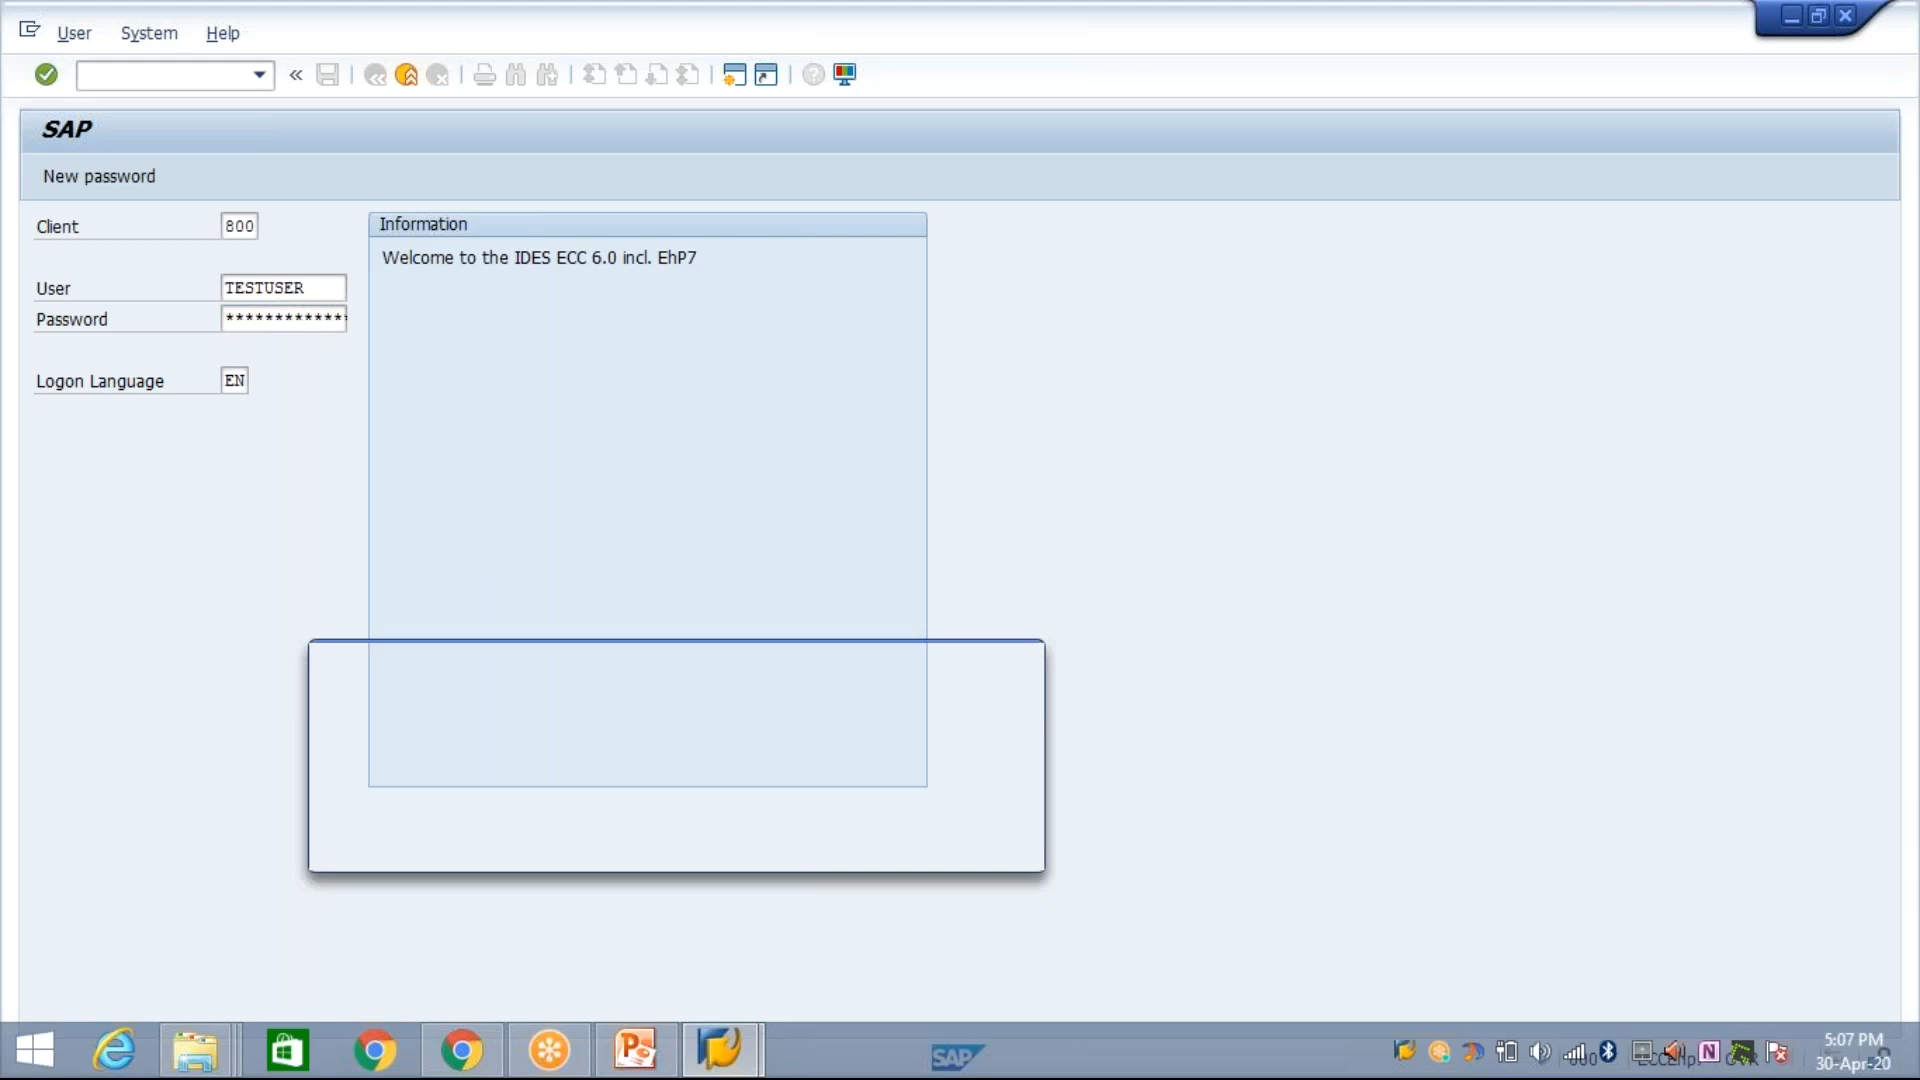 User System Help
SAP
New password
Client 800
Information
Welcome to the IDES ECC 6.0 incl. EhP7
User TESTUSER
Password *************
Logon Language EN
SAP
5:07 PM
30-Apr-20